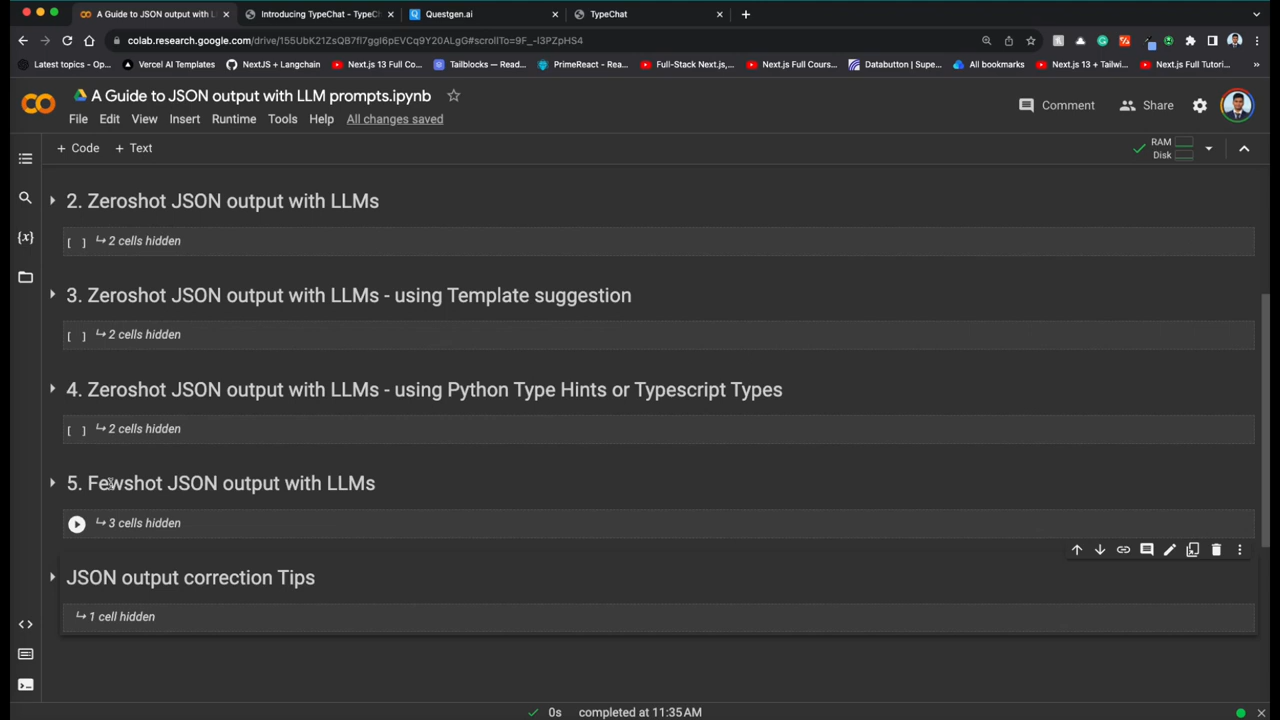 A Guide to JSON output with L
Introducing TypeChat - TypeC
Questgen.ai
TypeChat
colab.research.google.com/drive/155UbK21ZsQB7fl7ggI6pEVCq9Y20ALgG#scrollTo=9F_-l3PZpHS4
Latest topics - Op...
Vercel AI Templates
NextJS + Langchain
Next.js 13 Full Co...
Tailblocks — Read...
PrimeReact - Rea...
Full-Stack Next.js,...
Next.js Full Cours...
Databutton | Supe...
All bookmarks
Next.js 13 + Tailwi...
Next.js Full Tutori...
»
CO
A Guide to JSON output with LLM prompts.ipynb
Comment
Share
File Edit View Insert Runtime Tools Help All changes saved
+ Code + Text
RAM
Disk
{x}
2. Zeroshot JSON output with LLMs
[ ] 2 cells hidden
3. Zeroshot JSON output with LLMs - using Template suggestion
[ ] 2 cells hidden
4. Zeroshot JSON output with LLMs - using Python Type Hints or Typescript Types
[ ] 2 cells hidden
5. Fewshot JSON output with LLMs
3 cells hidden
JSON output correction Tips
1 cell hidden
0s completed at 11:35 AM